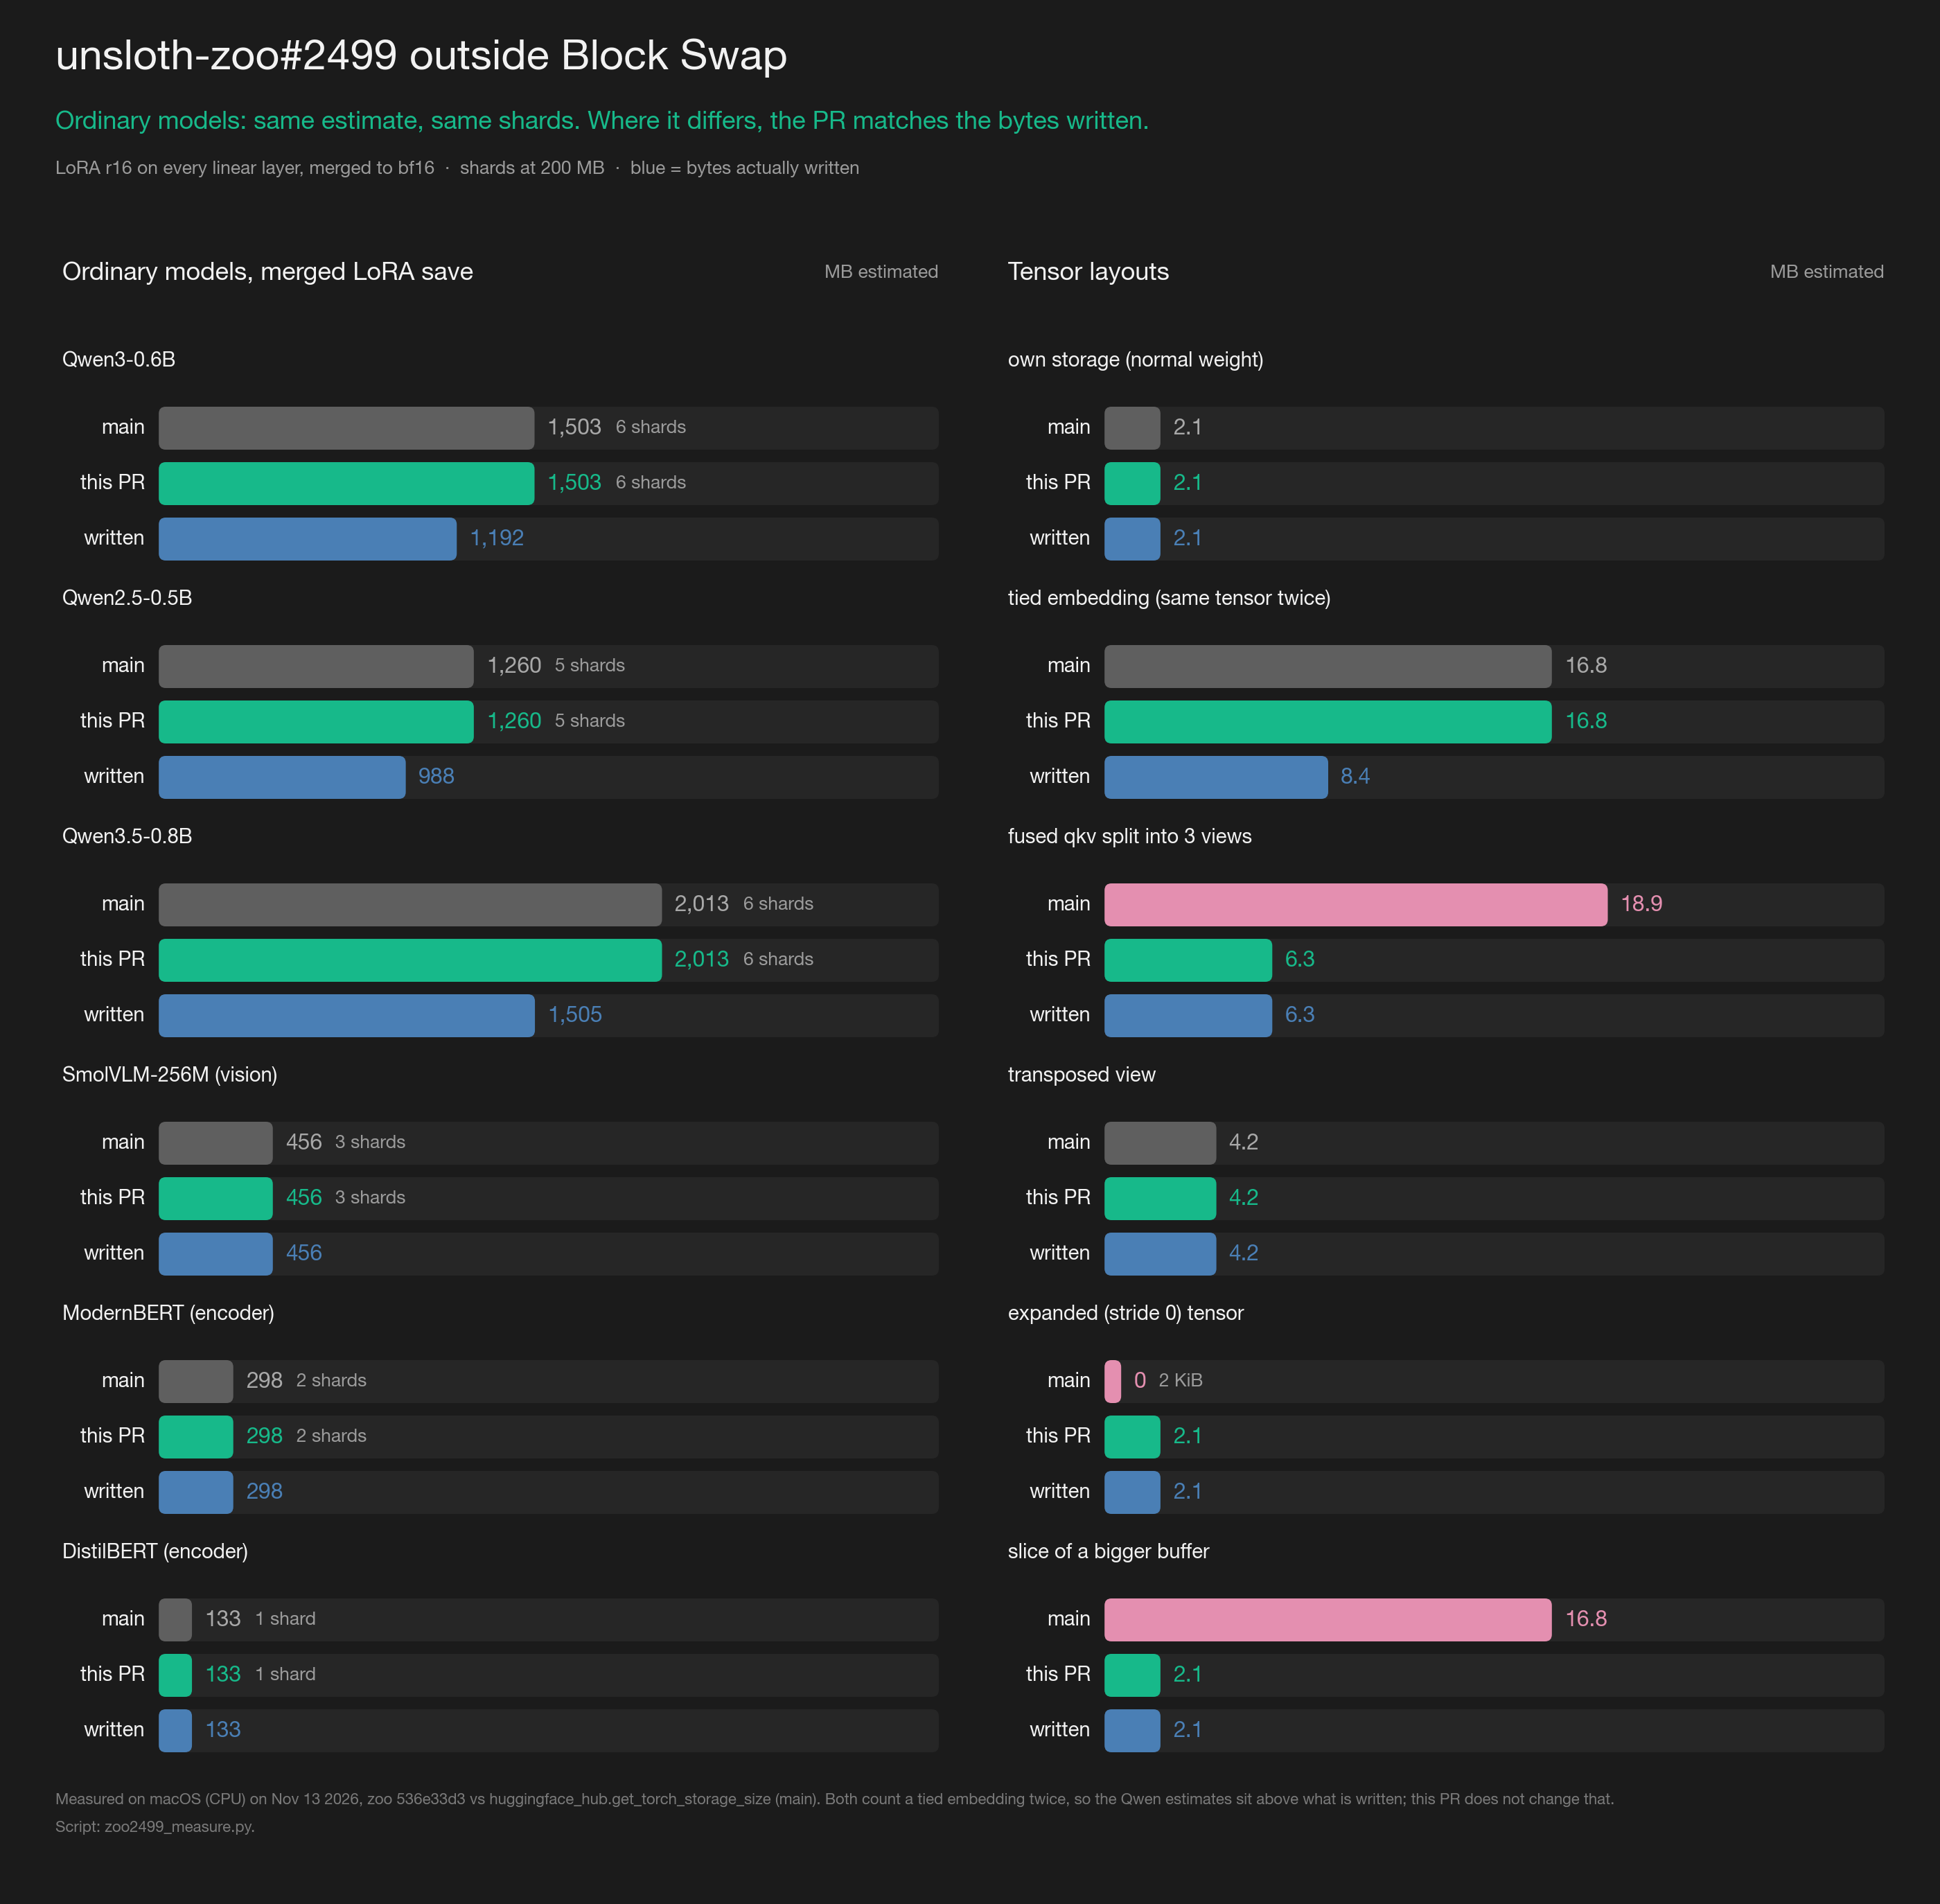 unsloth-zoo#2499 outside Block Swap
Ordinary models: same estimate, same shards. Where it differs, the PR matches the bytes written.
LoRA r16 on every linear layer, merged to bf16 · shards at 200 MB · blue = bytes actually written
Ordinary models, merged LoRA save MB estimated
Qwen3-0.6B
main 1,503 6 shards
this PR 1,503 6 shards
written 1,192
Qwen2.5-0.5B
main 1,260 5 shards
this PR 1,260 5 shards
written 988
Qwen3.5-0.8B
main 2,013 6 shards
this PR 2,013 6 shards
written 1,505
SmolVLM-256M (vision)
main 456 3 shards
this PR 456 3 shards
written 456
ModernBERT (encoder)
main 298 2 shards
this PR 298 2 shards
written 298
DistilBERT (encoder)
main 133 1 shard
this PR 133 1 shard
written 133
Tensor layouts MB estimated
own storage (normal weight)
main 2.1
this PR 2.1
written 2.1
tied embedding (same tensor twice)
main 16.8
this PR 16.8
written 8.4
fused qkv split into 3 views
main 18.9
this PR 6.3
written 6.3
transposed view
main 4.2
this PR 4.2
written 4.2
expanded (stride 0) tensor
main 0 2 KiB
this PR 2.1
written 2.1
slice of a bigger buffer
main 16.8
this PR 2.1
written 2.1
Measured on macOS (CPU) on Nov 13 2026, zoo 536e33d3 vs huggingface_hub.get_torch_storage_size (main). Both count a tied embedding twice, so the Qwen estimates sit above what is written; this PR does not change that.
Script: zoo2499_measure.py.